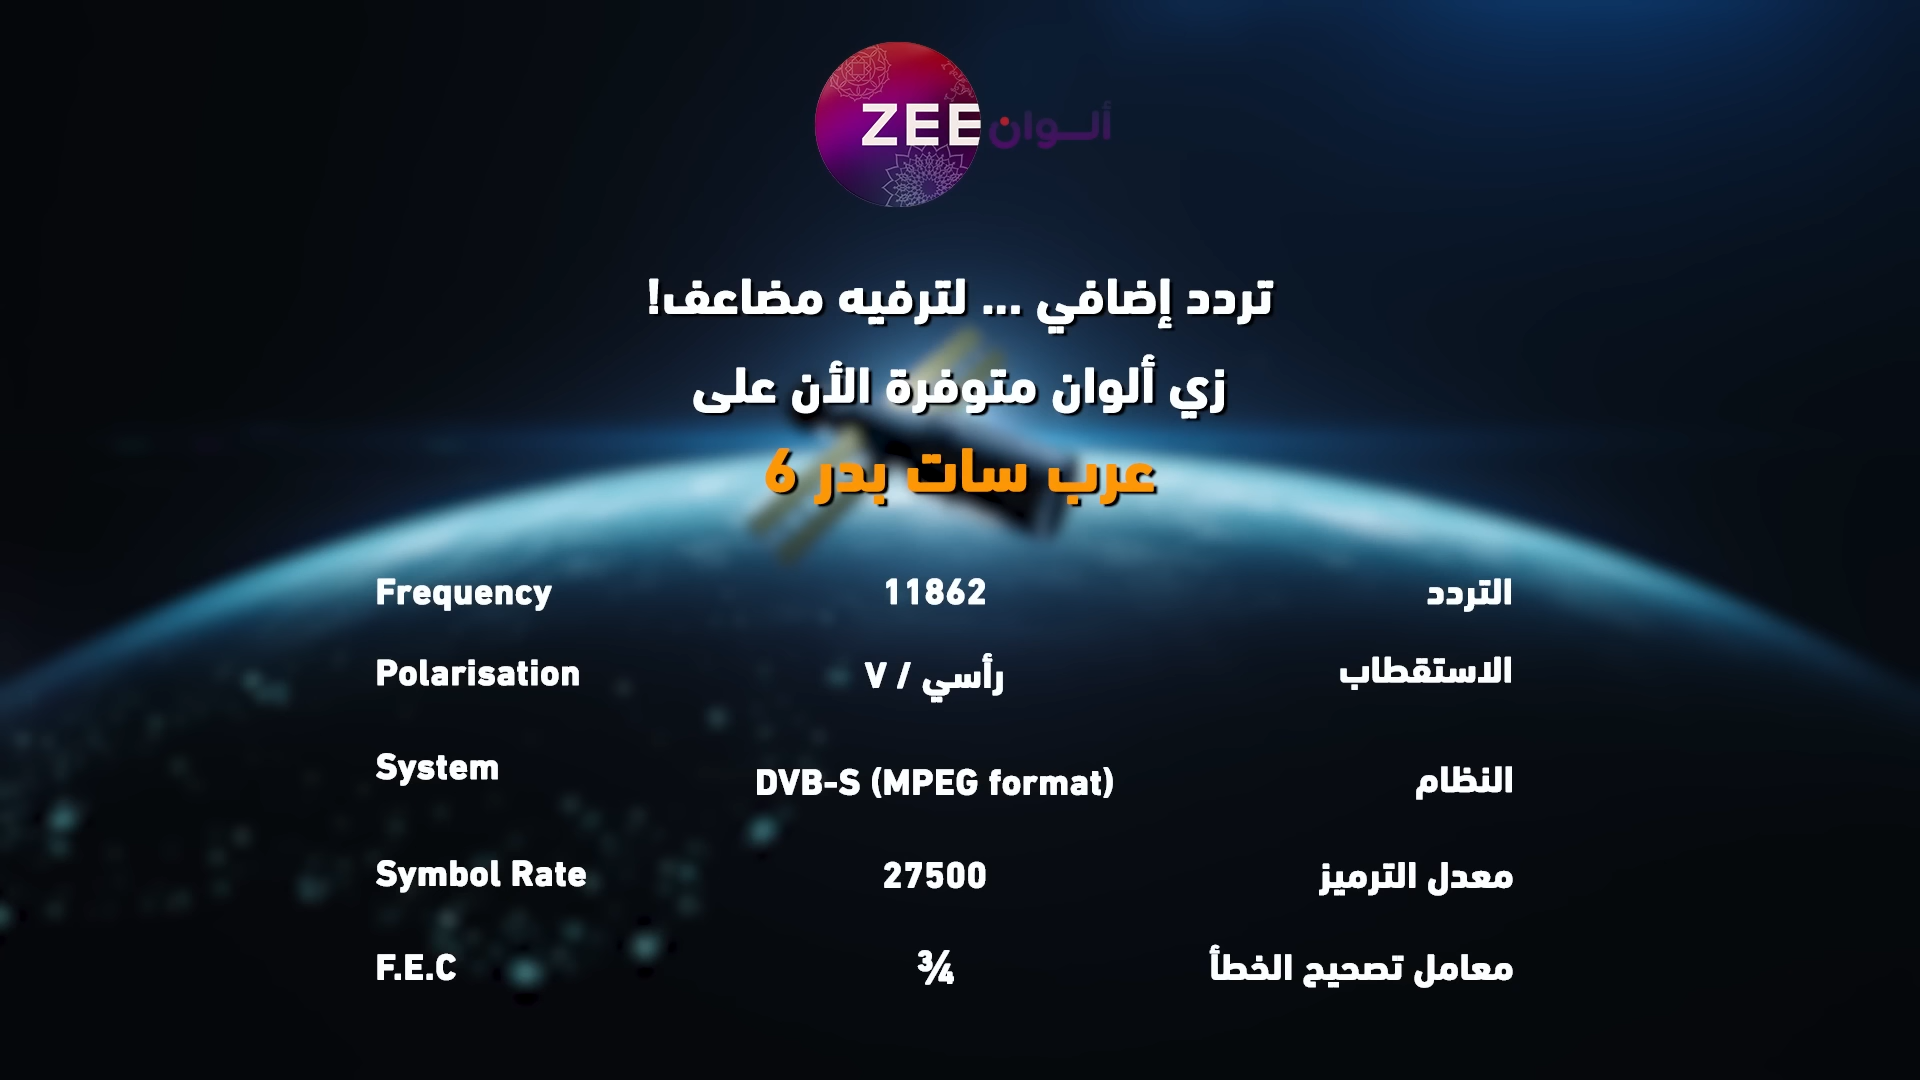 ZEE ألوان
تردد إضافي ... لترفيه مضاعف!
زي ألوان متوفرة الأن على
عرب سات بدر 6
Frequency 11862 التردد
Polarisation رأسي / V الاستقطاب
System DVB-S (MPEG format) النظام
Symbol Rate 27500 معدل الترميز
F.E.C ¾ معامل تصحيح الخطأ